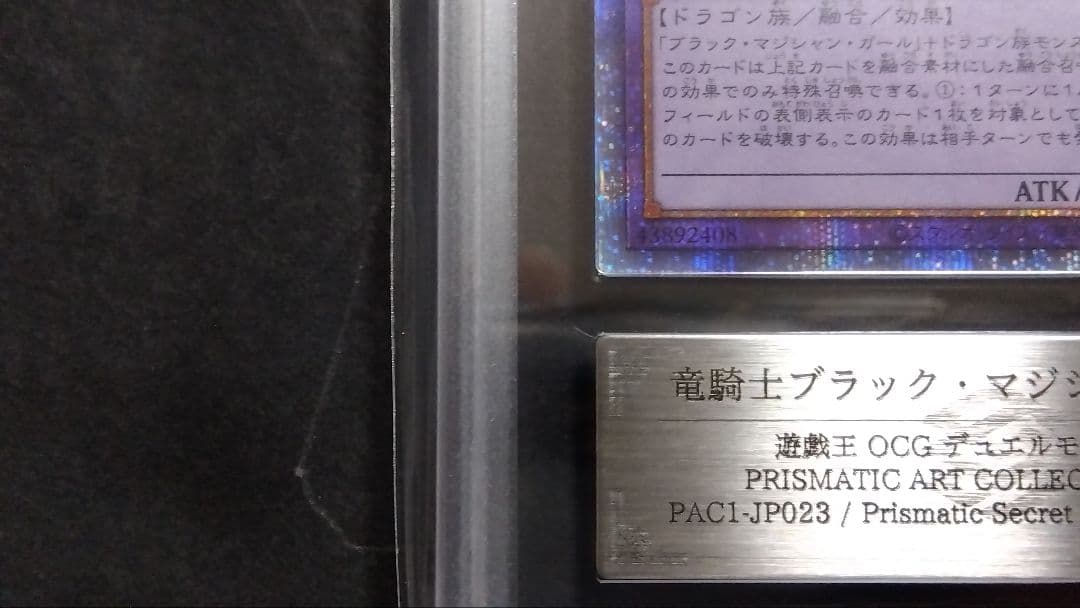 【ドラゴン族／融合／効果】
「ブラック・マジシャン・ガール」+ドラゴン族モンス
このカードは上記カードを融合素材にした融合召
の効果でのみ特殊召喚できる。①：1ターンに1
フィールドの表側表示のカード1枚を対象として
のカードを破壊する。この効果は相手ターンでも
ATK/
43892408
竜騎士ブラック・マジシ
遊戯王 OCG デュエルモ
PRISMATIC ART COLLEC
PAC1-JP023 / Prismatic Secret